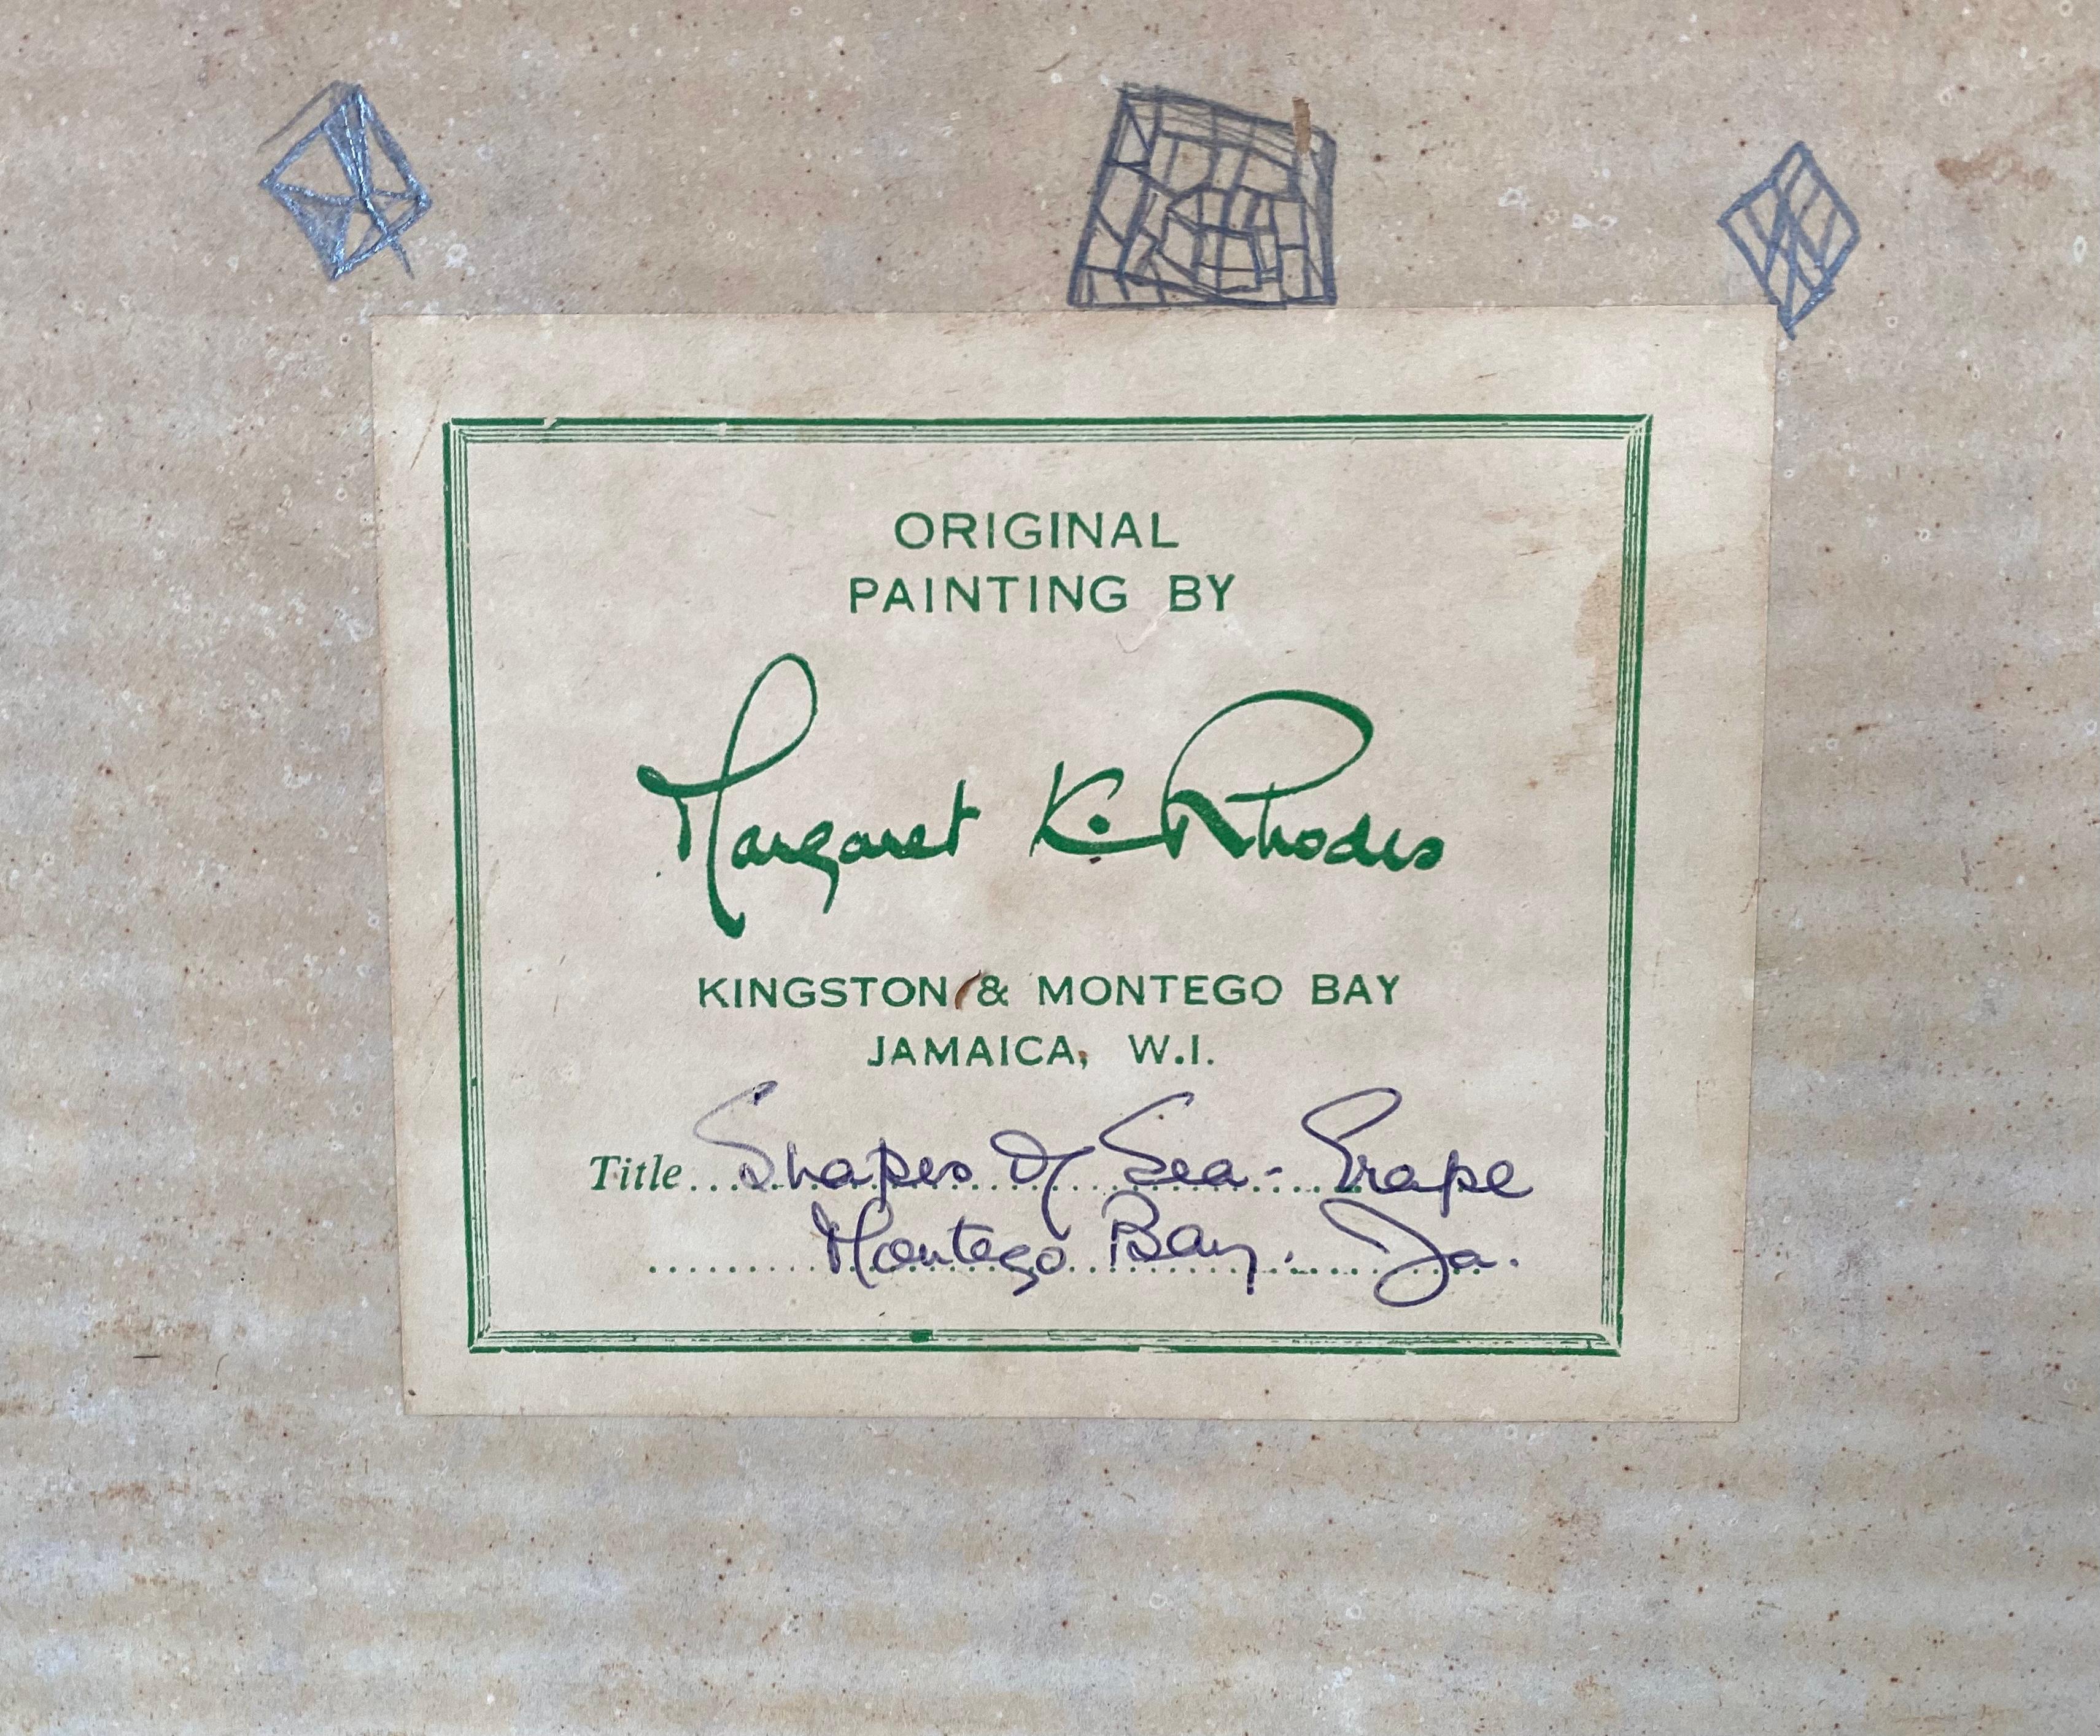 ORIGINAL
PAINTING BY
Margaret K. Rhodes
KINGSTON & MONTEGO BAY
JAMAICA, W.I.
Title Shapes Of Sea-Grape
Montego Bay. Ja.